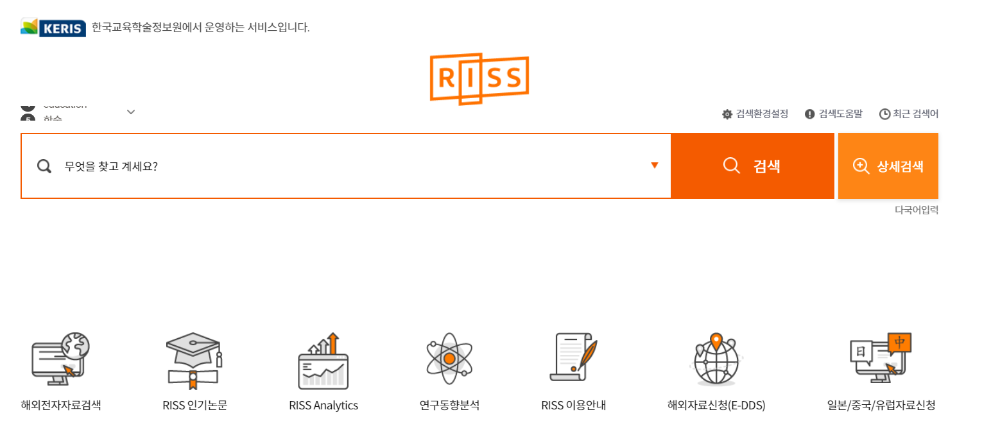 KERIS 한국교육학술정보원에서 운영하는 서비스입니다.
RISS
education
5 학술
검색환경설정 검색도움말 최근 검색어
무엇을 찾고 계세요? 검색 상세검색
다국어입력
日 中
해외전자자료검색 RISS 인기논문 RISS Analytics 연구동향분석 RISS 이용안내 해외자료신청(E-DDS) 일본/중국/유럽자료신청